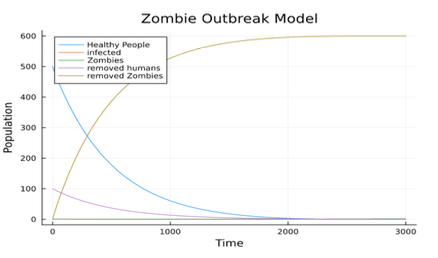 Zombie Outbreak Model
Population
600
500
400
300
200
100
0
Healthy People
infected
Zombies
removed humans
removed Zombies
0 1000 2000 3000
Time